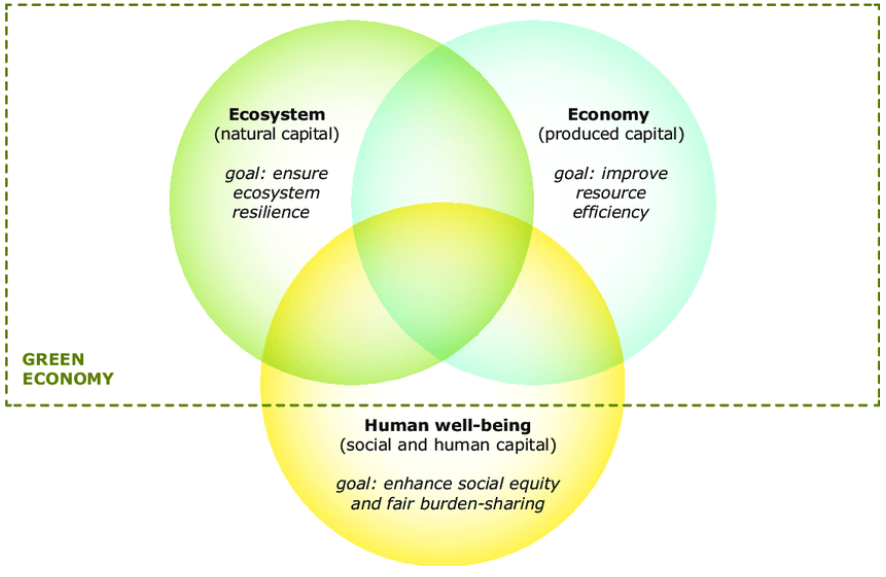 Ecosystem
(natural capital)
goal: ensure
ecosystem
resilience
Economy
(produced capital)
goal: improve
resource
efficiency
GREEN
ECONOMY
Human well-being
(social and human capital)
goal: enhance social equity
and fair burden-sharing